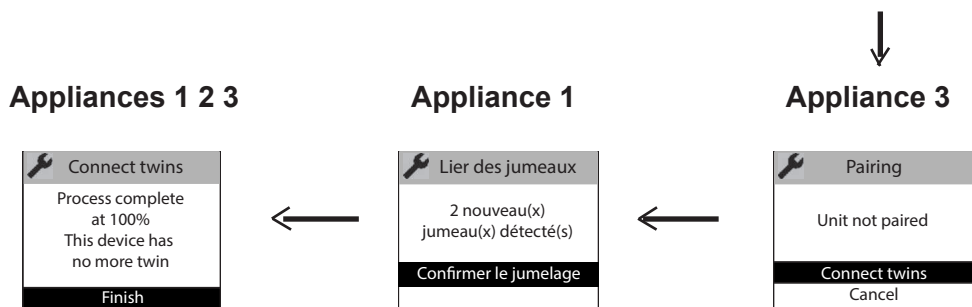 Appliances 1 2 3
Connect twins
Process complete
at 100%
This device has
no more twin
Finish
Appliance 1
Lier des jumeaux
2 nouveau(x)
jumeau(x) détecté(s)
Confirmer le jumelage
Appliance 3
Pairing
Unit not paired
Connect twins
Cancel